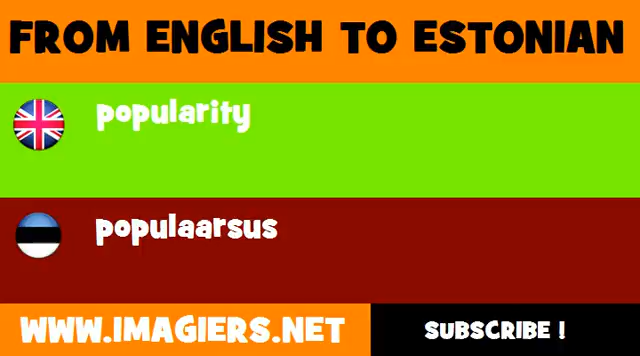 FROM ENGLISH TO ESTONIAN
popularity
populaarsus
WWW.IMAGIERS.NET
SUBSCRIBE !